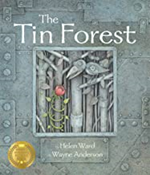 The
Tin Forest
Helen Ward
Wayne Anderson